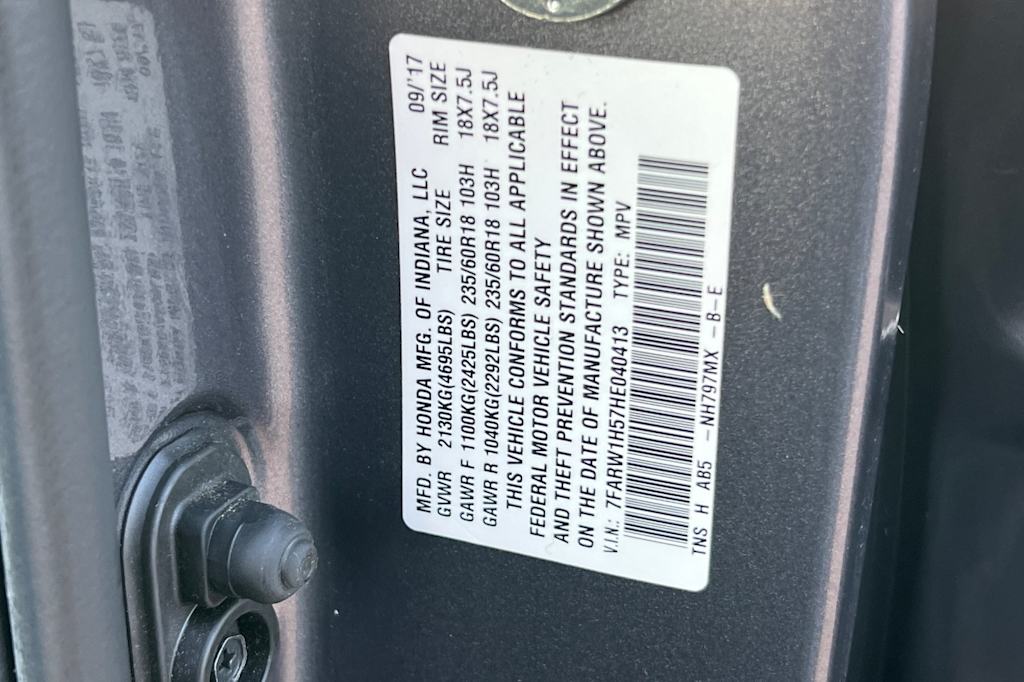 MFD. BY HONDA MFG. OF INDIANA, LLC 09/'17
GVWR 2130KG(4695LBS) TIRE SIZE RIM SIZE
GAWR F 1100KG(2425LBS) 235/60R18 103H 18X7.5J
GAWR R 1040KG(2292LBS) 235/60R18 103H 18X7.5J
THIS VEHICLE CONFORMS TO ALL APPLICABLE
FEDERAL MOTOR VEHICLE SAFETY
AND THEFT PREVENTION STANDARDS IN EFFECT
ON THE DATE OF MANUFACTURE SHOWN ABOVE.
V.I.N.: 7FARW1H57HE040413 TYPE: MPV
TNS H AB5 -NH797MX -B-E